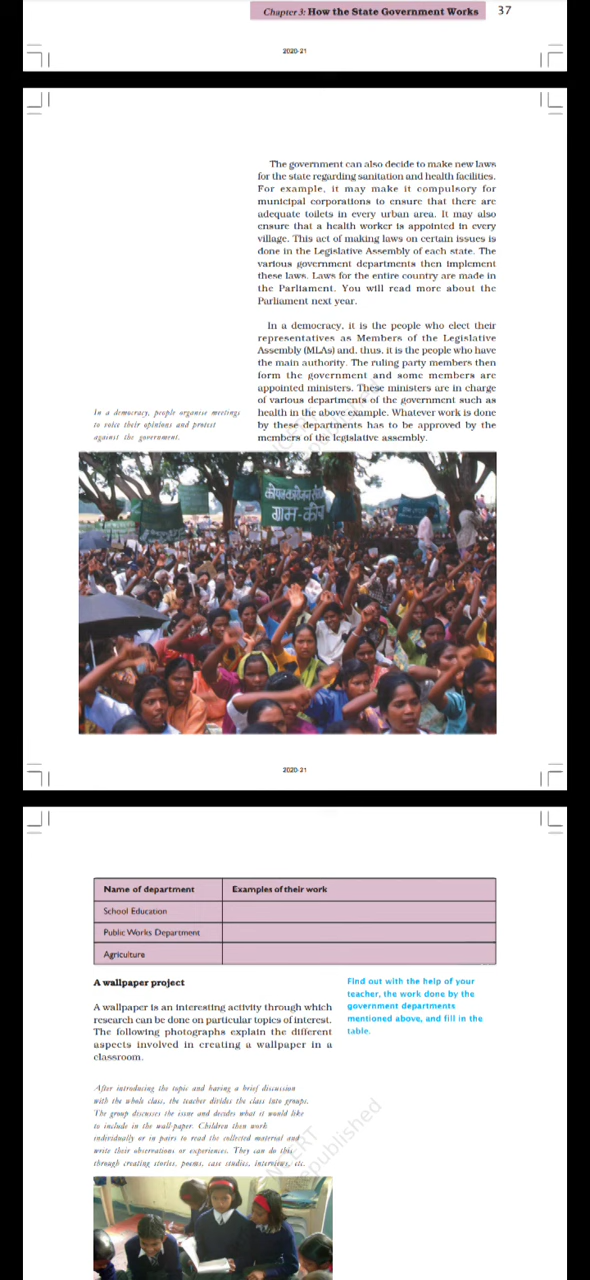 Chapter 3: How the State Government Works 37
2020-21
The government can also decide to make new laws
for the state regarding sanitation and health facilities.
For example, it may make it compulsory for
municipal corporations to ensure that there are
adequate toilets in every urban area. It may also
ensure that a health worker is appointed in every
village. This act of making laws on certain issues is
done in the Legislative Assembly of each state. The
various government departments then implement
these laws. Laws for the entire country are made in
the Parliament. You will read more about the
Parliament next year.
In a democracy, it is the people who elect their
representatives as Members of the Legislative
Assembly (MLAs) and, thus, it is the people who have
the main authority. The ruling party members then
form the government and some members are
appointed ministers. These ministers are in charge
of various departments of the government such as
health in the above example. Whatever work is done
by these departments has to be approved by the
members of the legislative assembly.
In a democracy, people organise meetings
to voice their opinions and protest
against the government.
ग्राम-कोप
2020-21
Name of department Examples of their work
School Education
Public Works Department
Agriculture
A wallpaper project
A wallpaper is an interesting activity through which
research can be done on particular topics of interest.
The following photographs explain the different
aspects involved in creating a wallpaper in a
classroom.
Find out with the help of your
teacher, the work done by the
government departments
mentioned above, and fill in the
table.
After introducing the topic and having a brief discussion
with the whole class, the teacher divides the class into groups.
The group discusses the issue and decides what it would like
to include in the wall-paper. Children then work
individually or in pairs to read the collected material and
write their observations or experiences. They can do this
through creating stories, poems, case studies, interviews, etc.
NCERT
republished